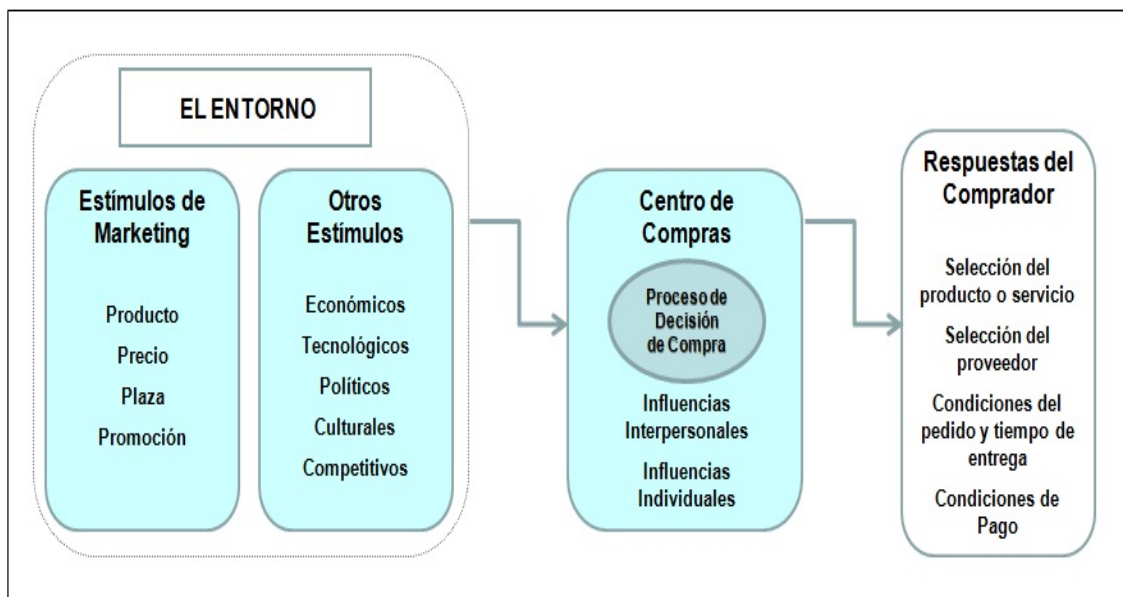 EL ENTORNO
Estímulos de
Marketing
Producto
Precio
Plaza
Promoción
Otros
Estímulos
Económicos
Tecnológicos
Políticos
Culturales
Competitivos
Centro de
Compras
Proceso de
Decisión
de Compra
Influencias
Interpersonales
Influencias
Individuales
Respuestas del
Comprador
Selección del
producto o servicio
Selección del
proveedor
Condiciones del
pedido y tiempo de
entrega
Condiciones de
Pago